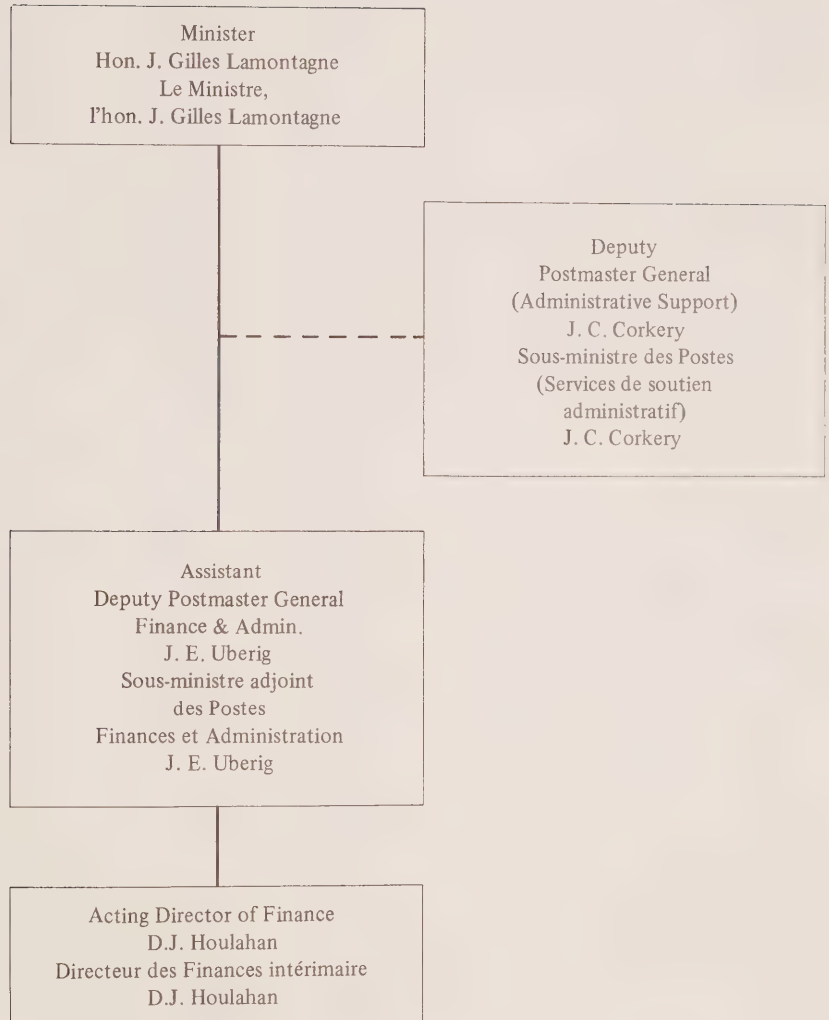 Minister
Hon. J. Gilles Lamontagne
Le Ministre,
l'hon. J. Gilles Lamontagne
Deputy
Postmaster General
(Administrative Support)
J. C. Corkery
Sous-ministre des Postes
(Services de soutien
administratif)
J. C. Corkery
Assistant
Deputy Postmaster General
Finance & Admin.
J. E. Uberig
Sous-ministre adjoint
des Postes
Finances et Administration
J. E. Uberig
Acting Director of Finance
D.J. Houlahan
Directeur des Finances intérimaire
D.J. Houlahan